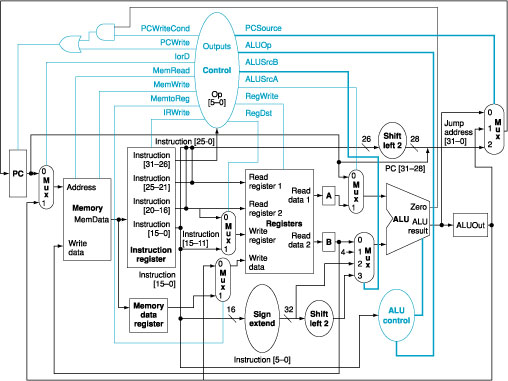 PCWriteCond
PCWrite
IorD
MemRead
MemWrite
MemtoReg
IRWrite
Outputs
Control
Op
[5–0]
PCSource
ALUOp
ALUSrcB
ALUSrcA
RegWrite
RegDst
PC
0
M
u
x
1
Address
Memory
MemData
Write
data
Instruction [25-0]
Instruction
[31–26]
Instruction
[25–21]
Instruction
[20–16]
Instruction
[15–0]
Instruction
register
Instruction
[15–0]
Memory
data
register
Instruction
[15–11]
0
M
u
x
1
0
M
u
x
1
Read
register 1
Read
register 2
Registers
Write
register
Write
data
Read
data 1
Read
data 2
A
B
16
Sign
extend
32
Shift
left 2
Instruction [5–0]
26
Shift
left 2
28
Jump
address
[31–0]
PC [31–28]
0
M
u
x
1
0
4
1
M
u
x
2
3
Zero
ALU
ALU
result
ALUOut
ALU
control
0
1
M
u
x
2